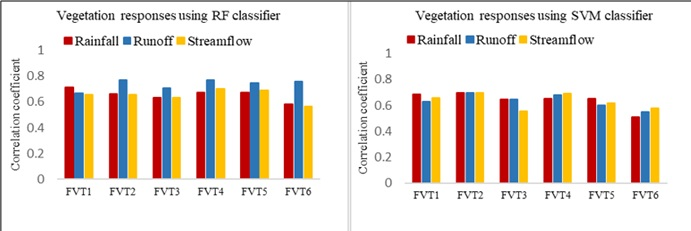 Vegetation responses using RF classifier
Rainfall Runoff Streamflow
Correlation coefficient
1
0.8
0.6
0.4
0.2
0
FVT1 FVT2 FVT3 FVT4 FVT5 FVT6
Vegetation responses using SVM classifier
Rainfall Runoff Streamflow
Correlation coefficient
1
0.8
0.6
0.4
0.2
0
FVT1 FVT2 FVT3 FVT4 FVT5 FVT6